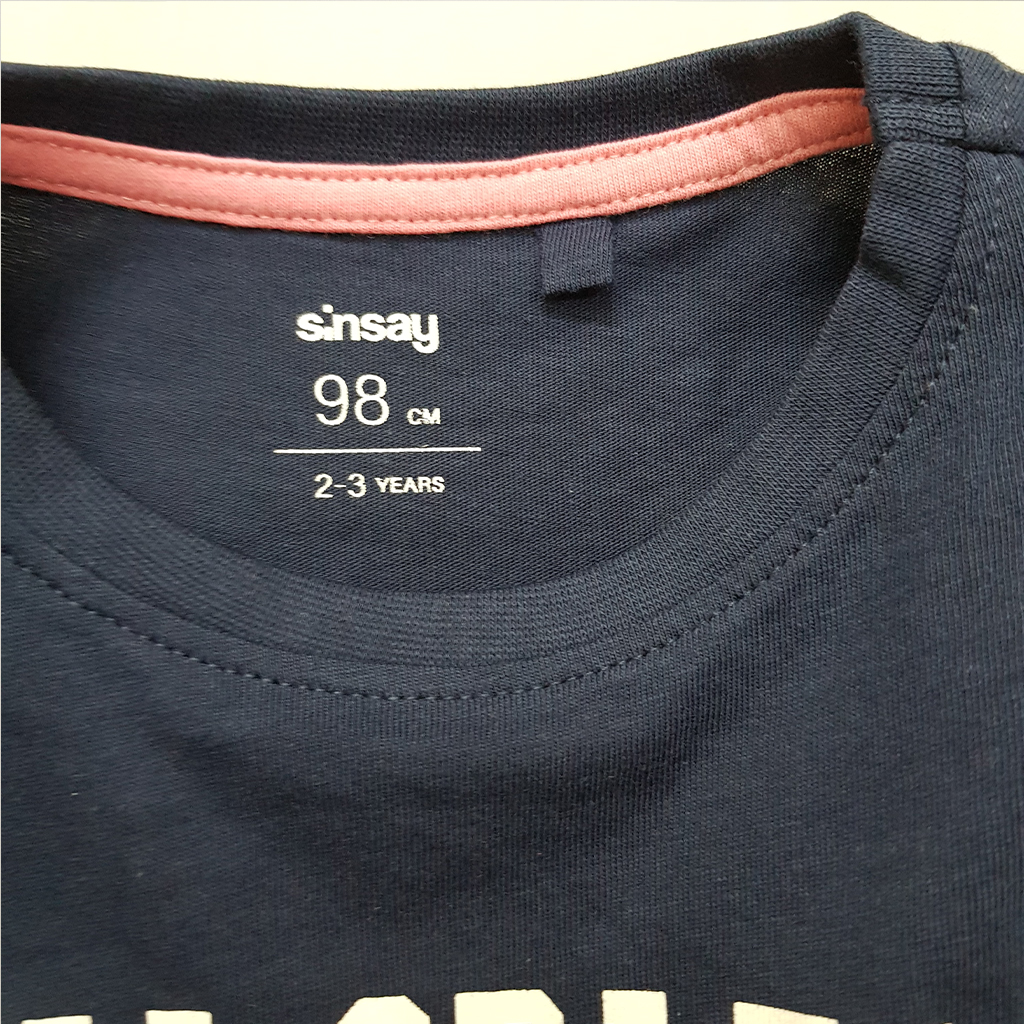 sinsay
98 CM
2-3 YEARS